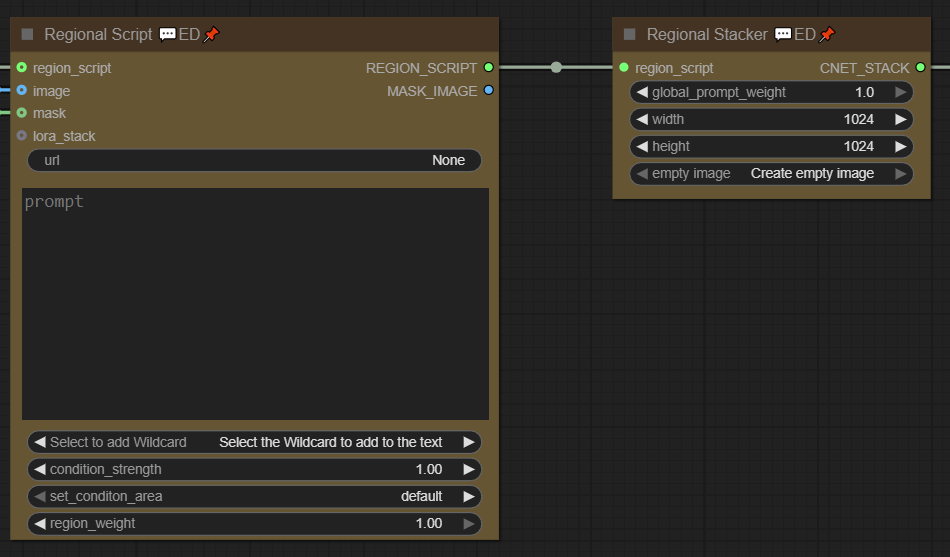 Regional Script 💬ED📌
region_script REGION_SCRIPT
image MASK_IMAGE
mask
lora_stack
url None
prompt
Select to add Wildcard Select the Wildcard to add to the text
condition_strength 1.00
set_conditon_area default
region_weight 1.00
Regional Stacker 💬ED📌
region_script CNET_STACK
global_prompt_weight 1.0
width 1024
height 1024
empty image Create empty image